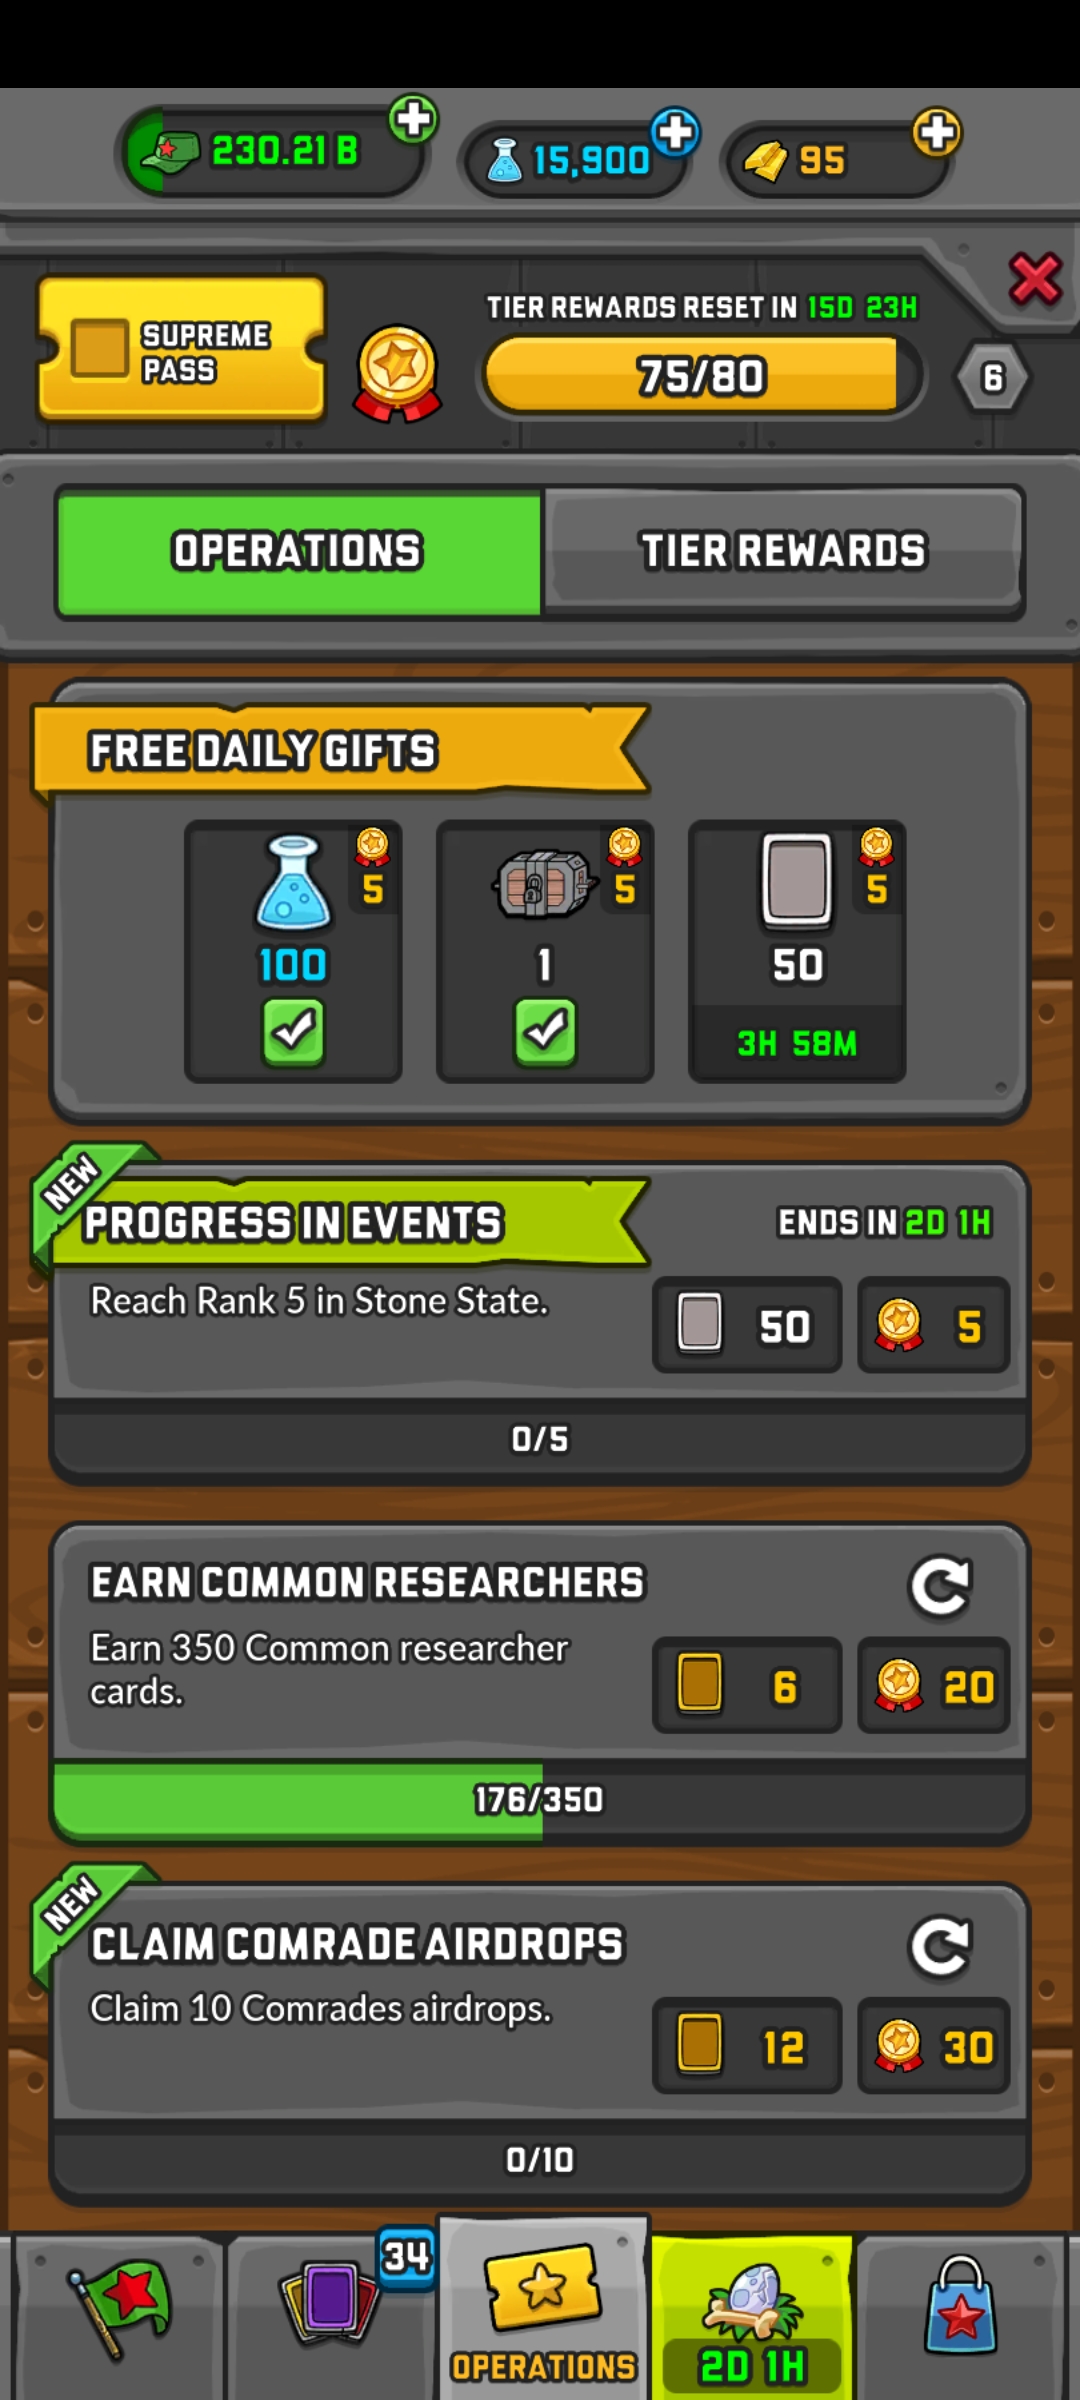 230.21 B
15,900
95
SUPREME
PASS
TIER REWARDS RESET IN 15D 23H
75/80
6
OPERATIONS
TIER REWARDS
FREE DAILY GIFTS
5
5
5
100
1
50
3H 58M
NEW
PROGRESS IN EVENTS
ENDS IN 2D 1H
Reach Rank 5 in Stone State.
50
5
0/5
EARN COMMON RESEARCHERS
Earn 350 Common researcher
cards.
6
20
176/350
NEW
CLAIM COMRADE AIRDROPS
Claim 10 Comrades airdrops.
12
30
0/10
34
OPERATIONS
2D 1H